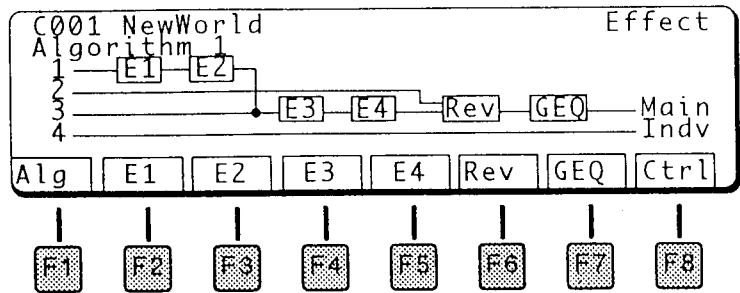 C001 NewWorld Effect
Algorithm 1
1 E1 E2
2
3 E3 E4 Rev GEQ Main
4 Indv
Alg E1 E2 E3 E4 Rev GEQ Ctrl
F1 F2 F3 F4 F5 F6 F7 F8